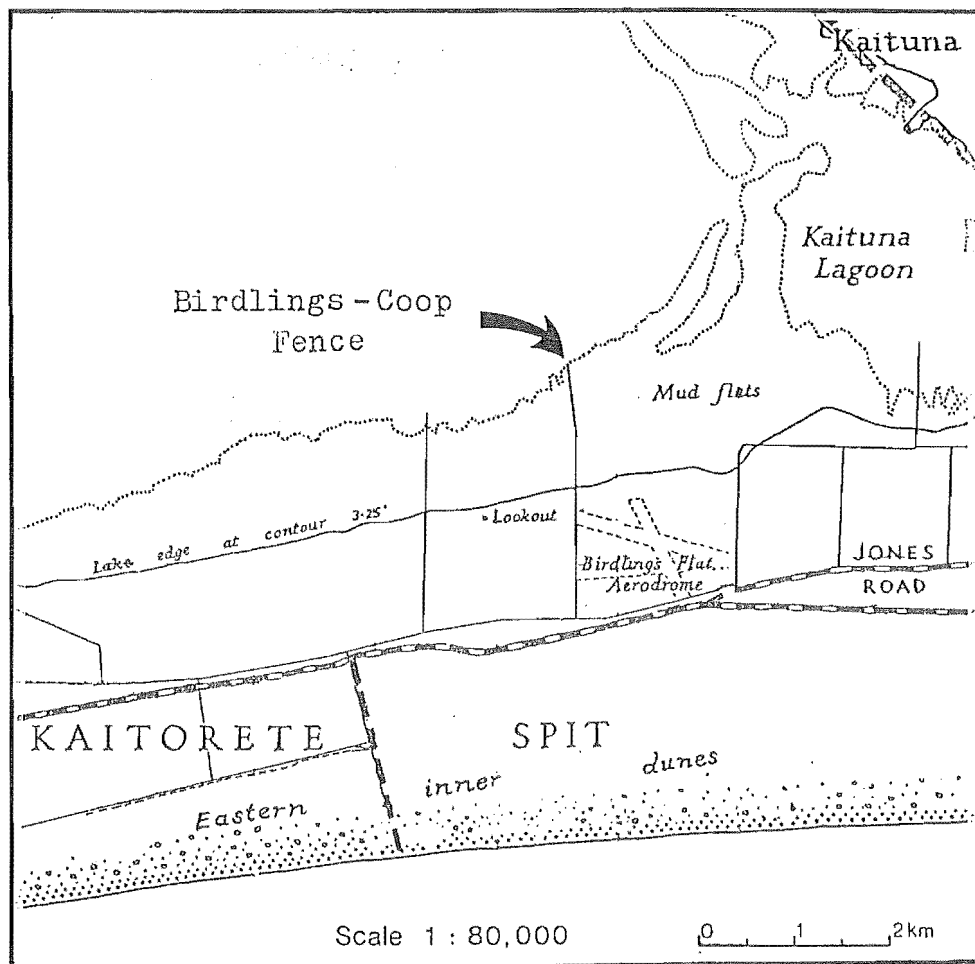 Kaituna
Kaituna
Lagoon
Birdlings-Coop
Fence
Mud flats
Lake edge at contour 3·25'
Lookout
Birdling's Flat
Aerodrome
JONES
ROAD
KAITORETE SPIT
Eastern inner dunes
Scale 1 : 80,000
0 1 2 km